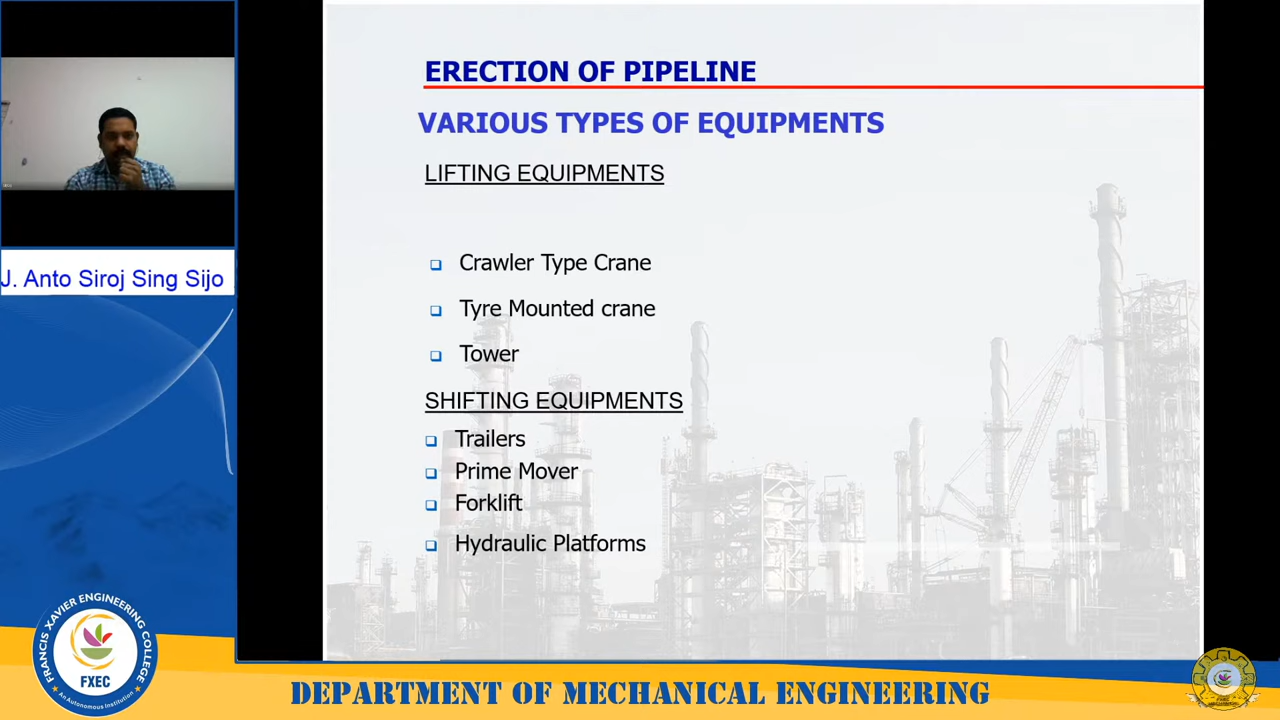 ERECTION OF PIPELINE
VARIOUS TYPES OF EQUIPMENTS
LIFTING EQUIPMENTS
Crawler Type Crane
Tyre Mounted crane
Tower
SHIFTING EQUIPMENTS
Trailers
Prime Mover
Forklift
Hydraulic Platforms
J. Anto Siroj Sing Sijo
FRANCIS XAVIER ENGINEERING COLLEGE
FXEC
An Autonomous Institution
DEPARTMENT OF MECHANICAL ENGINEERING